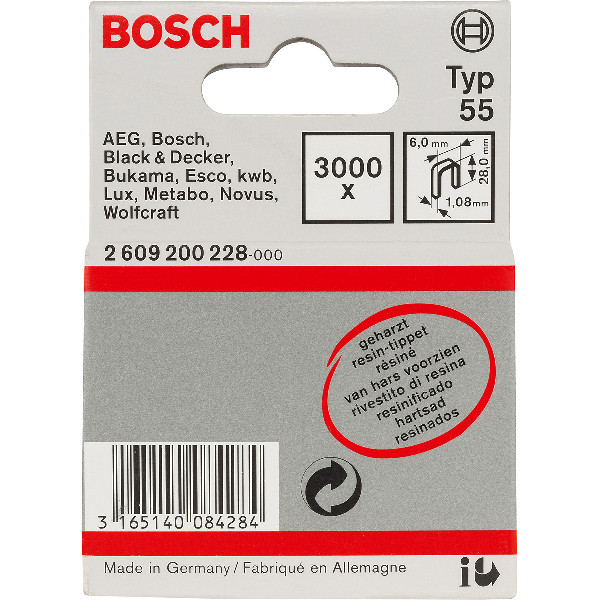 BOSCH
Typ
55
AEG, Bosch,
Black & Decker,
Bukama, Esco, kwb,
Lux, Metabo, Novus,
Wolfcraft
3000
x
6,0 mm
28,0 mm
1,08mm
2 609 200 228-000
geharzt
resin-tippet
résiné
van hars voorzien
rivestito di resina
resinificado
hartsad
resinados
3 165140 084284
Made in Germany / Fabriqué en Allemagne